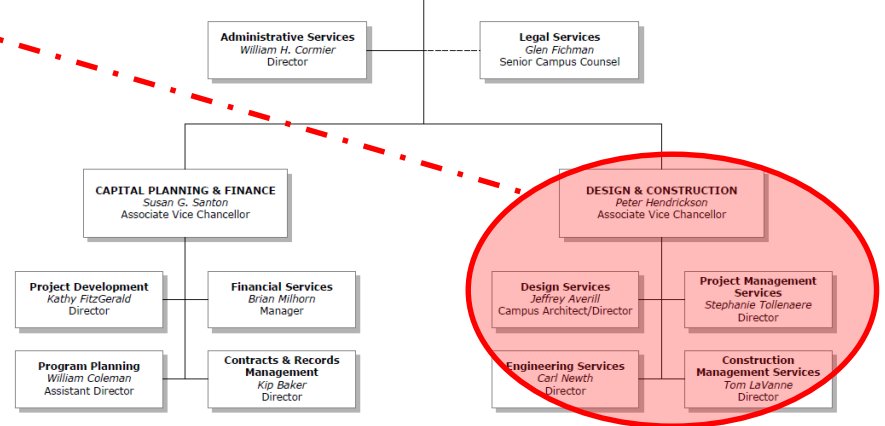 Administrative Services
William H. Cormier
Director
Legal Services
Glen Fichman
Senior Campus Counsel
CAPITAL PLANNING & FINANCE
Susan G. Santon
Associate Vice Chancellor
DESIGN & CONSTRUCTION
Peter Hendrickson
Associate Vice Chancellor
Project Development
Kathy FitzGerald
Director
Financial Services
Brian Milhorn
Manager
Design Services
Jeffrey Averill
Campus Architect/Director
Project Management
Services
Stephanie Tollenaere
Director
Program Planning
William Coleman
Assistant Director
Contracts & Records
Management
Kip Baker
Director
Engineering Services
Carl Newth
Director
Construction
Management Services
Tom LaVanne
Director